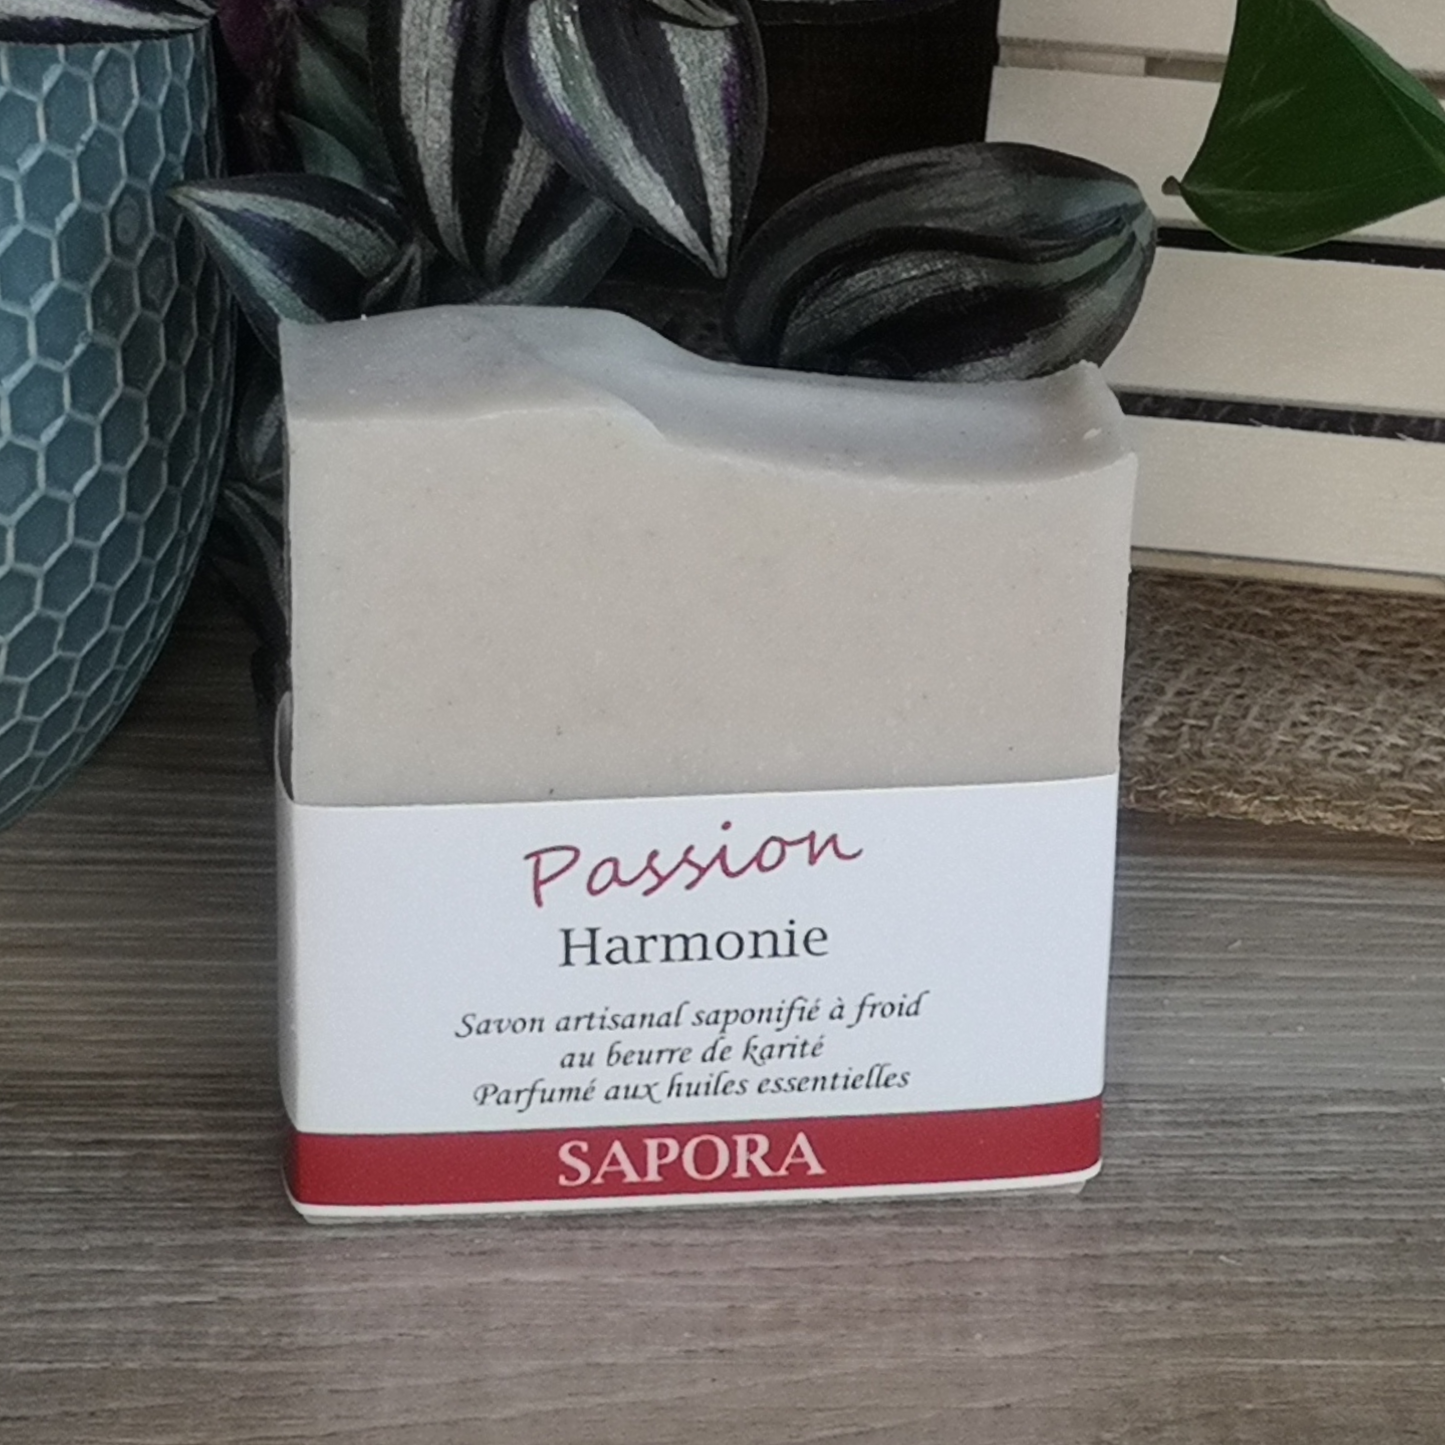 Passion
Harmonie
Savon artisanal saponifié à froid
au beurre de karité
Parfumé aux huiles essentielles
SAPORA